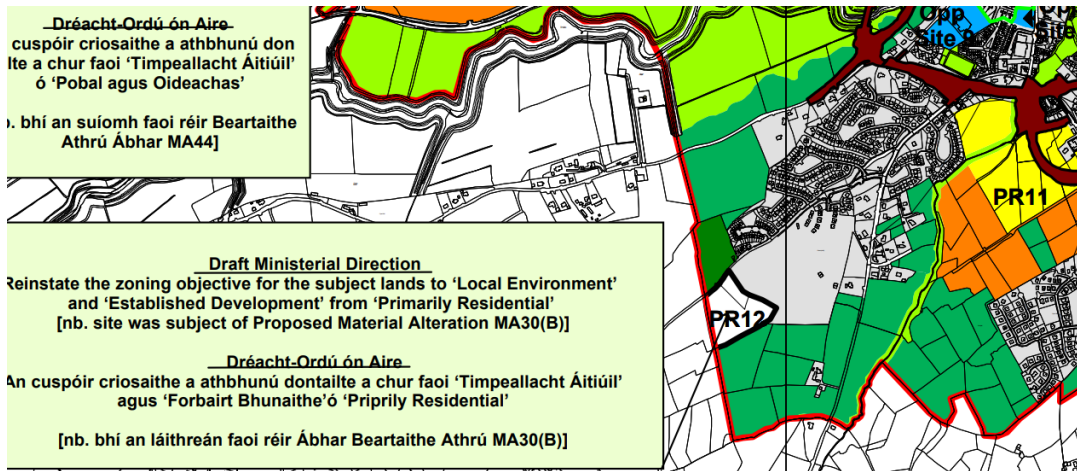 Dréacht-Ordú ón Aire
cuspóir criosaithe a athbhunú don
lte a chur faoi ‘Timpeallacht Áitiúil’
ó ‘Pobal agus Oideachas’
b. bhí an suíomh faoi réir Beartaithe
Athrú Ábhar MA44]
Opp
Site
Opp
Site
PR11
PR12
Draft Ministerial Direction
Reinstate the zoning objective for the subject lands to ‘Local Environment’
and ‘Established Development’ from ‘Primarily Residential’
[nb. site was subject of Proposed Material Alteration MA30(B)]
Dréacht-Ordú ón Aire
An cuspóir criosaithe a athbhunú dontailte a chur faoi ‘Timpeallacht Áitiúil’
agus ‘Forbairt Bhunaithe’ó ‘Priprily Residential’
[nb. bhí an láithreán faoi réir Ábhar Beartaithe Athrú MA30(B)]